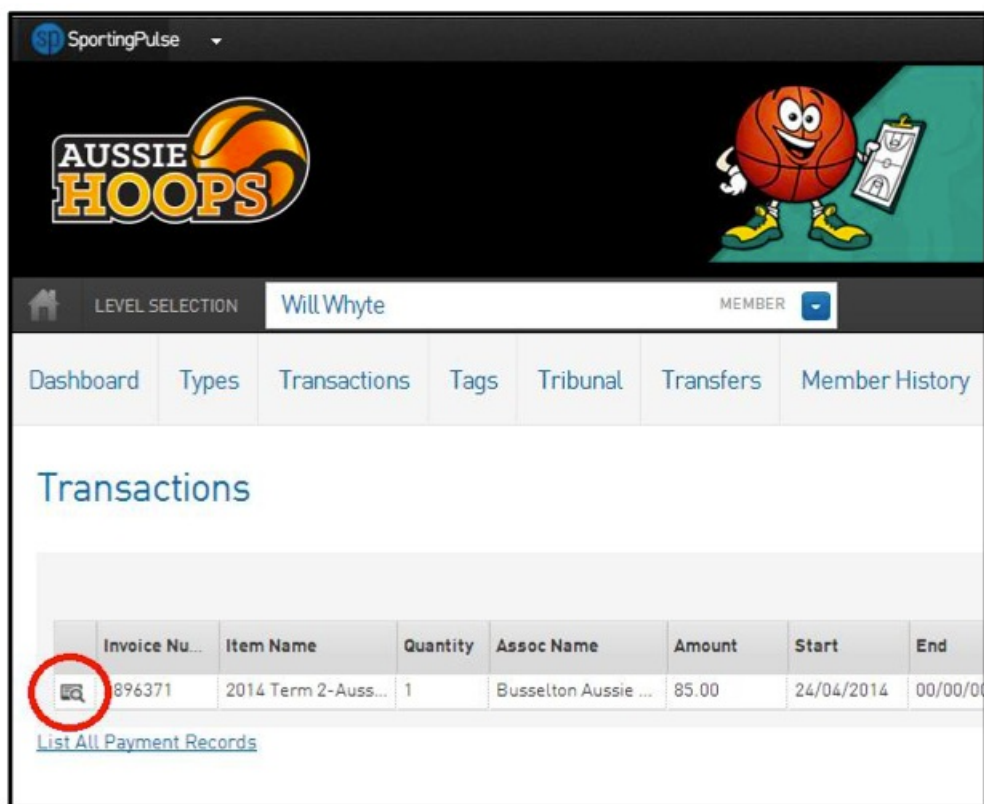 sp SportingPulse
AUSSIE
HOOPS
LEVEL SELECTION Will Whyte MEMBER
Dashboard Types Transactions Tags Tribunal Transfers Member History
Transactions
Invoice Nu... Item Name Quantity Assoc Name Amount Start End
896371 2014 Term 2-Auss... 1 Busselton Aussie ... 85.00 24/04/2014 00/00/00
List All Payment Records